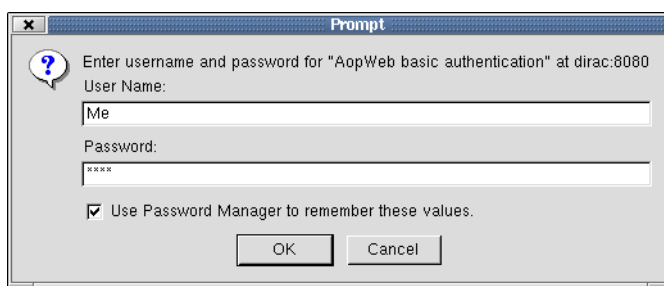 Prompt
Enter username and password for "AopWeb basic authentication" at dirac:8080
User Name:
Me
Password:
****
Use Password Manager to remember these values.
OK Cancel